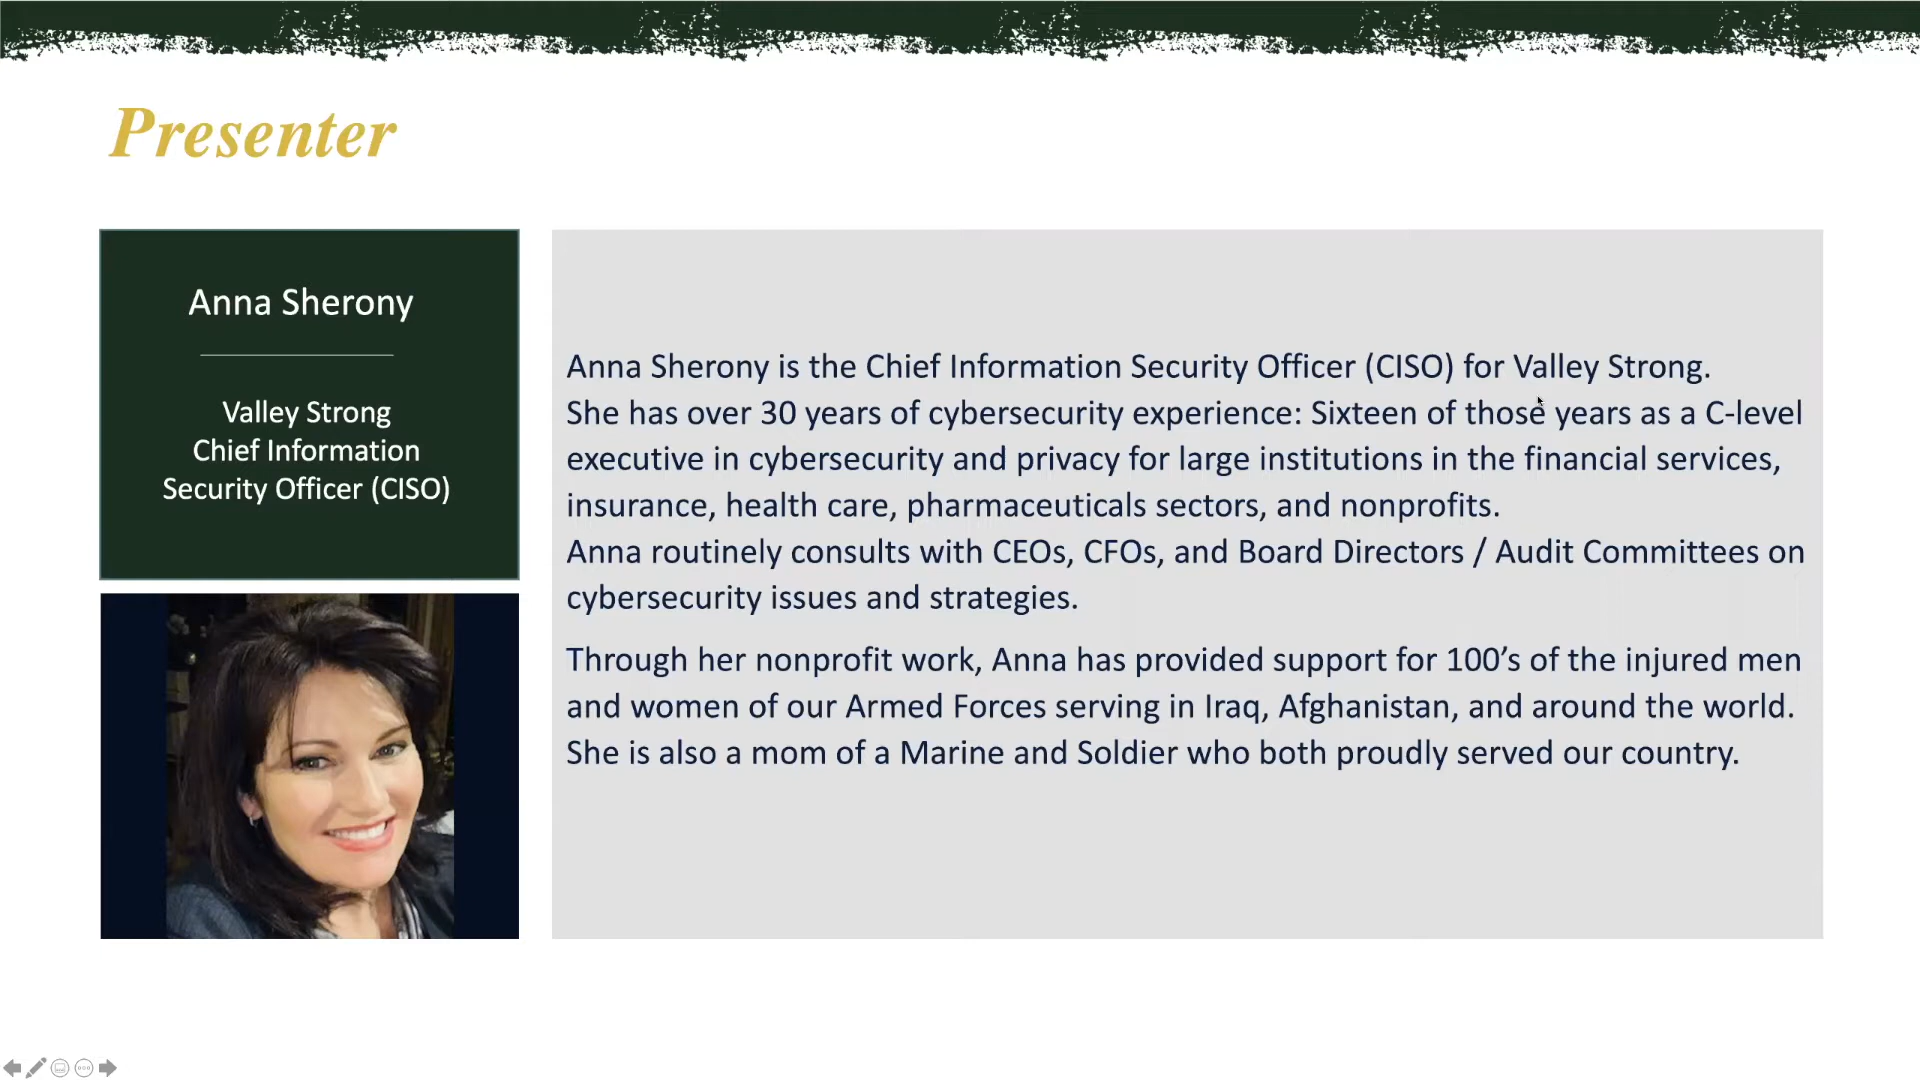 Presenter
Anna Sherony
Valley Strong
Chief Information
Security Officer (CISO)
Anna Sherony is the Chief Information Security Officer (CISO) for Valley Strong.
She has over 30 years of cybersecurity experience: Sixteen of those years as a C-level
executive in cybersecurity and privacy for large institutions in the financial services,
insurance, health care, pharmaceuticals sectors, and nonprofits.
Anna routinely consults with CEOs, CFOs, and Board Directors / Audit Committees on
cybersecurity issues and strategies.
Through her nonprofit work, Anna has provided support for 100’s of the injured men
and women of our Armed Forces serving in Iraq, Afghanistan, and around the world.
She is also a mom of a Marine and Soldier who both proudly served our country.